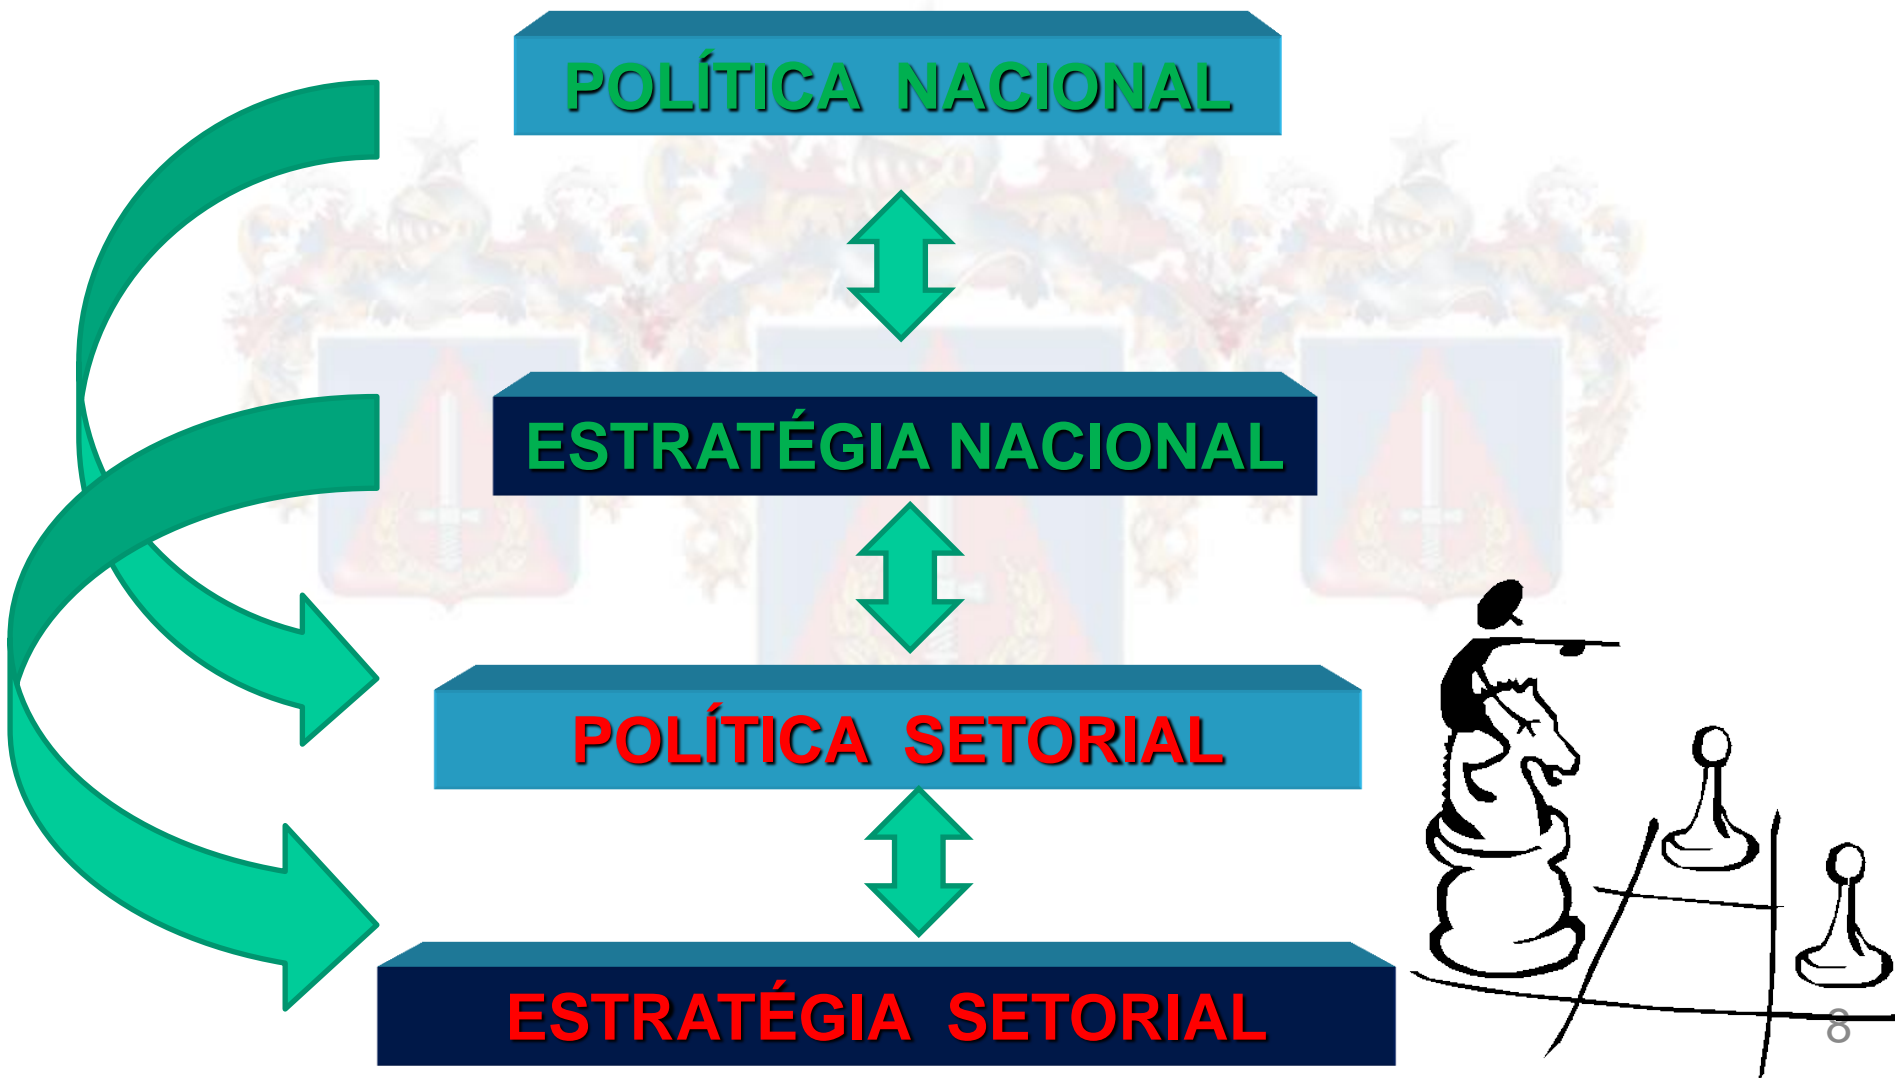 POLÍTICA NACIONAL
ESTRATÉGIA NACIONAL
POLÍTICA SETORIAL
ESTRATÉGIA SETORIAL
8